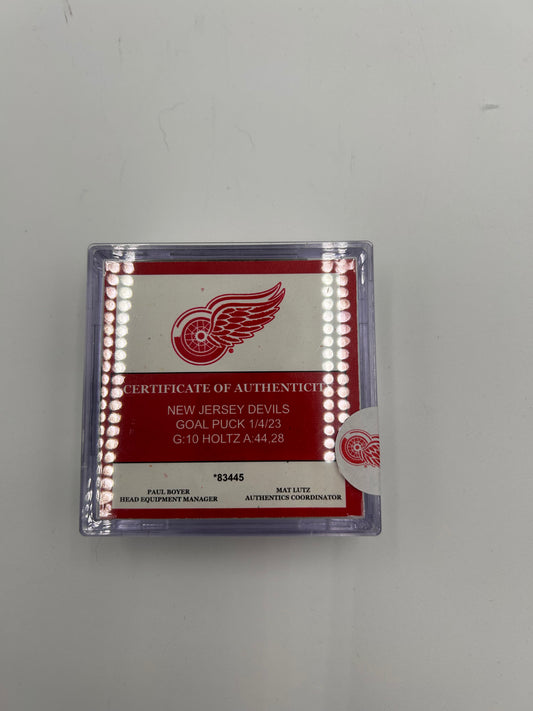 CERTIFICATE OF AUTHENTICITY
NEW JERSEY DEVILS
GOAL PUCK 1/4/23
G:10 HOLTZ A:44,28
*83445
PAUL BOYER
HEAD EQUIPMENT MANAGER
MAT LUTZ
AUTHENTICS COORDINATOR